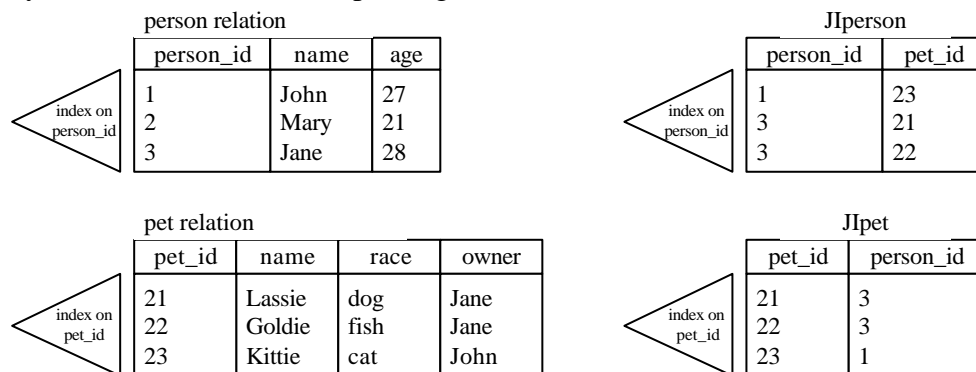 person relation
person_id name age
index on
person_id
1 John 27
2 Mary 21
3 Jane 28
JIperson
person_id pet_id
index on
person_id
1 23
3 21
3 22
pet relation
pet_id name race owner
index on
pet_id
21 Lassie dog Jane
22 Goldie fish Jane
23 Kittie cat John
JIpet
pet_id person_id
index on
pet_id
21 3
22 3
23 1